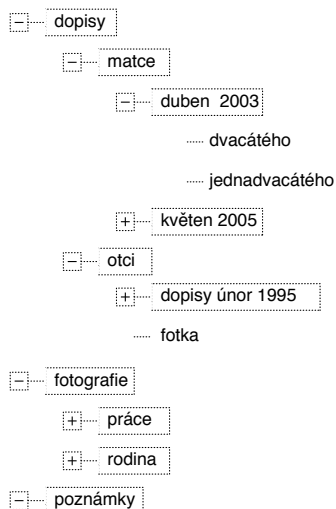 dopisy
matce
duben 2003
dvacátého
jednadvacátého
květen 2005
otci
dopisy únor 1995
fotka
fotografie
práce
rodina
poznámky